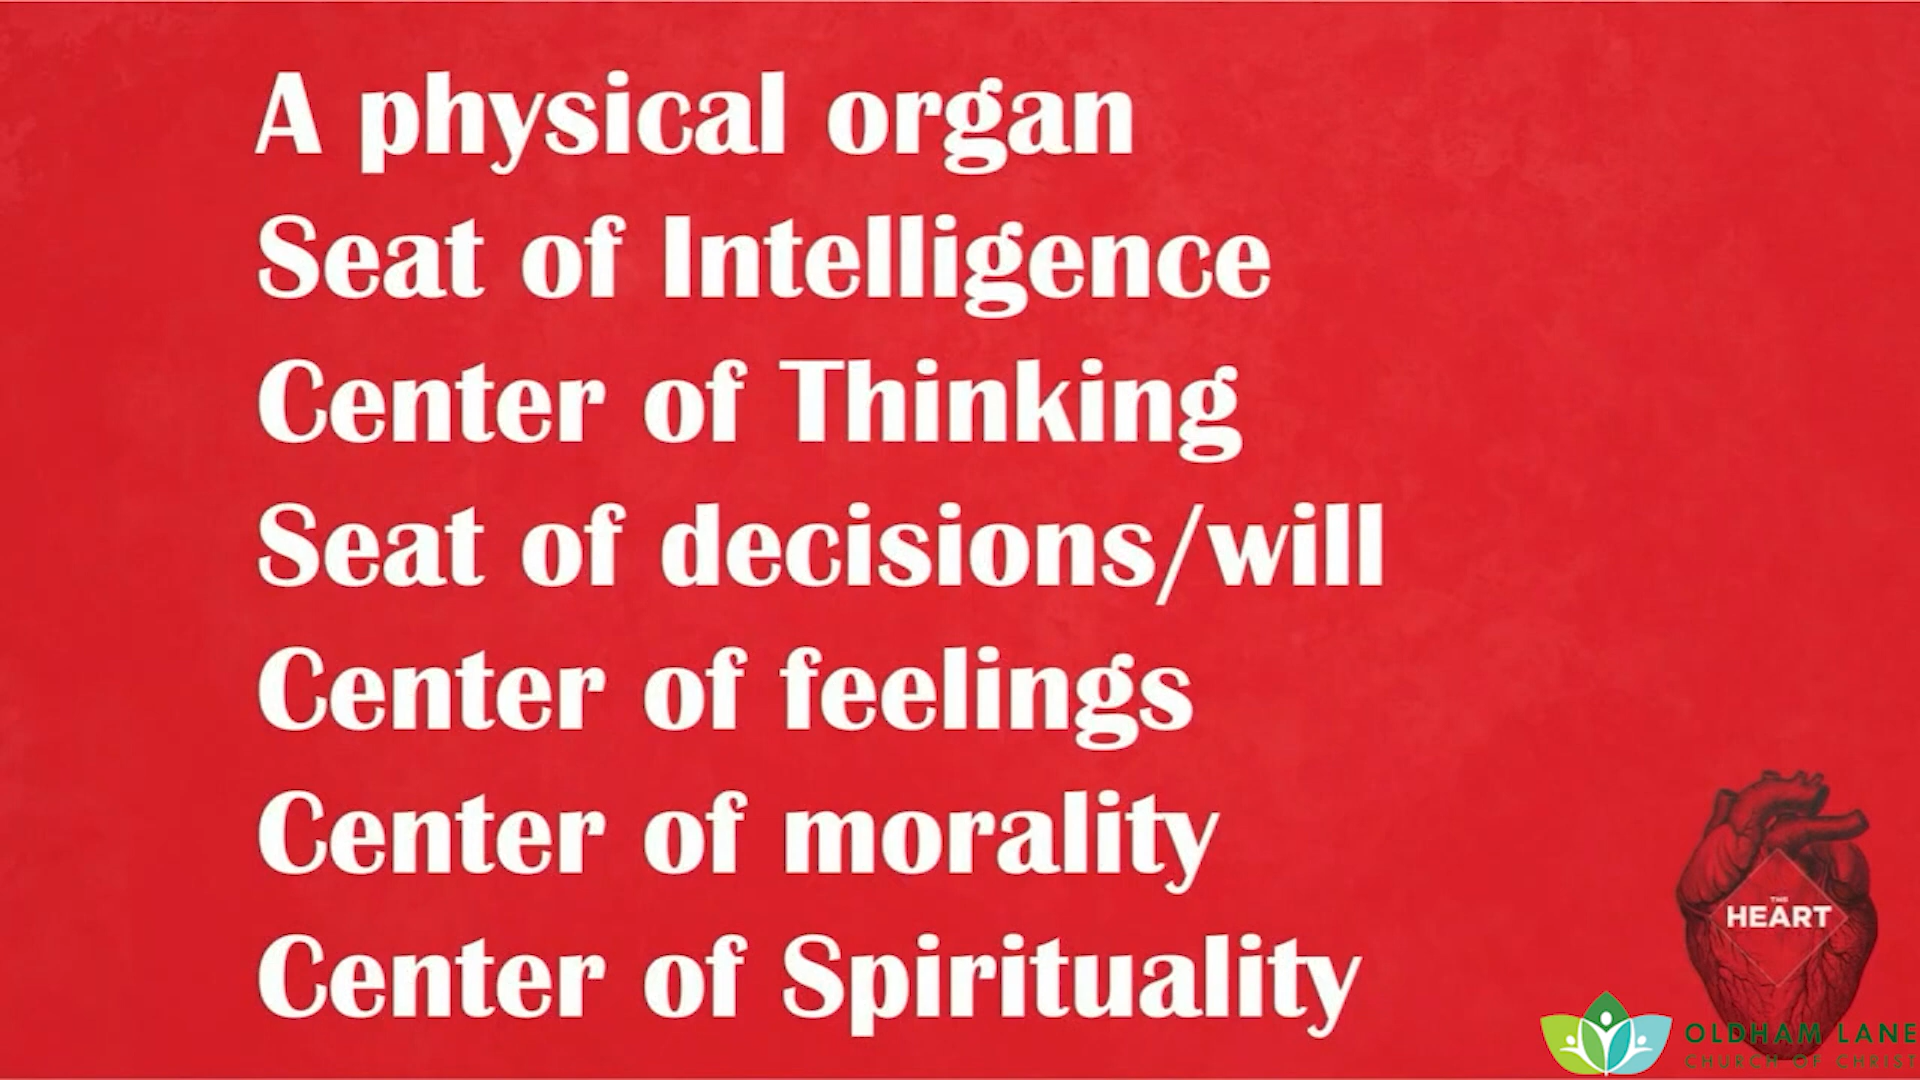 A physical organ
Seat of Intelligence
Center of Thinking
Seat of decisions/will
Center of feelings
Center of morality
Center of Spirituality
THE
HEART
OLDHAM LANE
CHURCH OF CHRIST